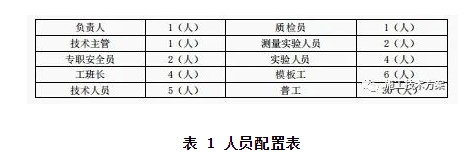 负责人 1（人） 质检员 1（人）
技术主管 1（人） 测量实验人员 2（人）
专职安全员 2（人） 实验人员 4（人）
工班长 4（人） 模板工 6（人）
技术人员 5（人） 普工 30（人）
施工技术方案
表 1 人员配置表